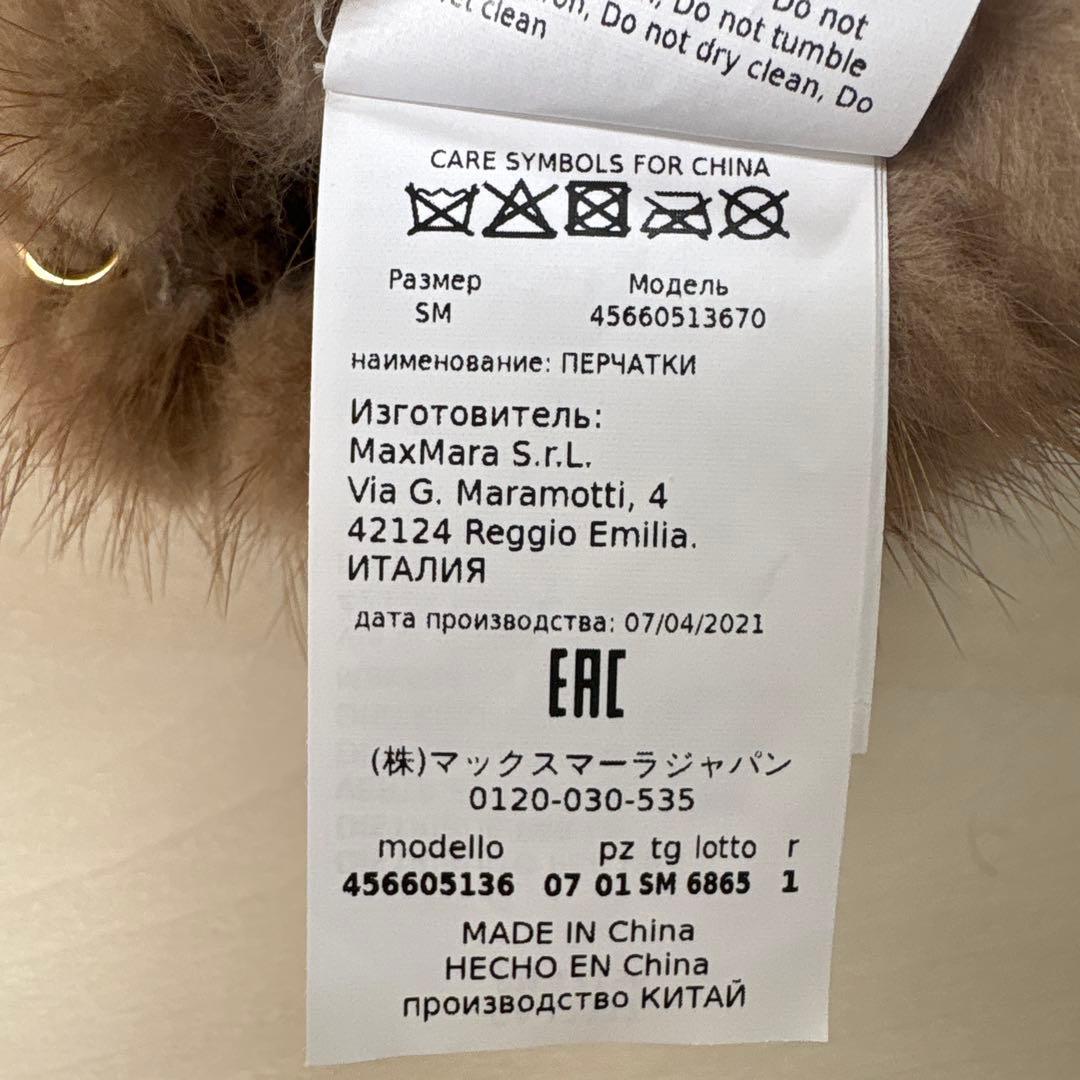 Do not
Do not tumble
Do not dry clean, Do
clean
CARE SYMBOLS FOR CHINA
Размер Модель
SM 45660513670
наименование: ПЕРЧАТКИ
Изготовитель:
MaxMara S.r.L.
Via G. Maramotti, 4
42124 Reggio Emilia.
ИТАЛИЯ
дата производства: 07/04/2021
EAC
(株)マックスマーラジャパン
0120-030-535
modello pz tg lotto r
456605136 07 01 SM 6865 1
MADE IN China
HECHO EN China
производство КИТАЙ